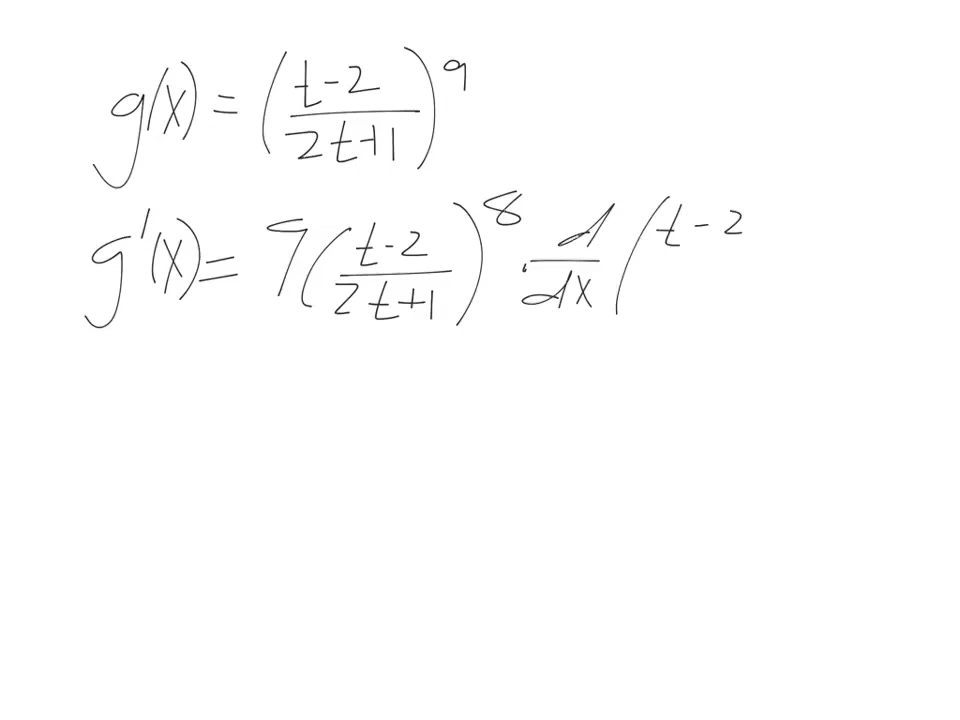 g(x) = ((t-2)/(2t+1))^9
g'(x) = 9((t-2)/(2t+1))^8 · d/dx (t-2